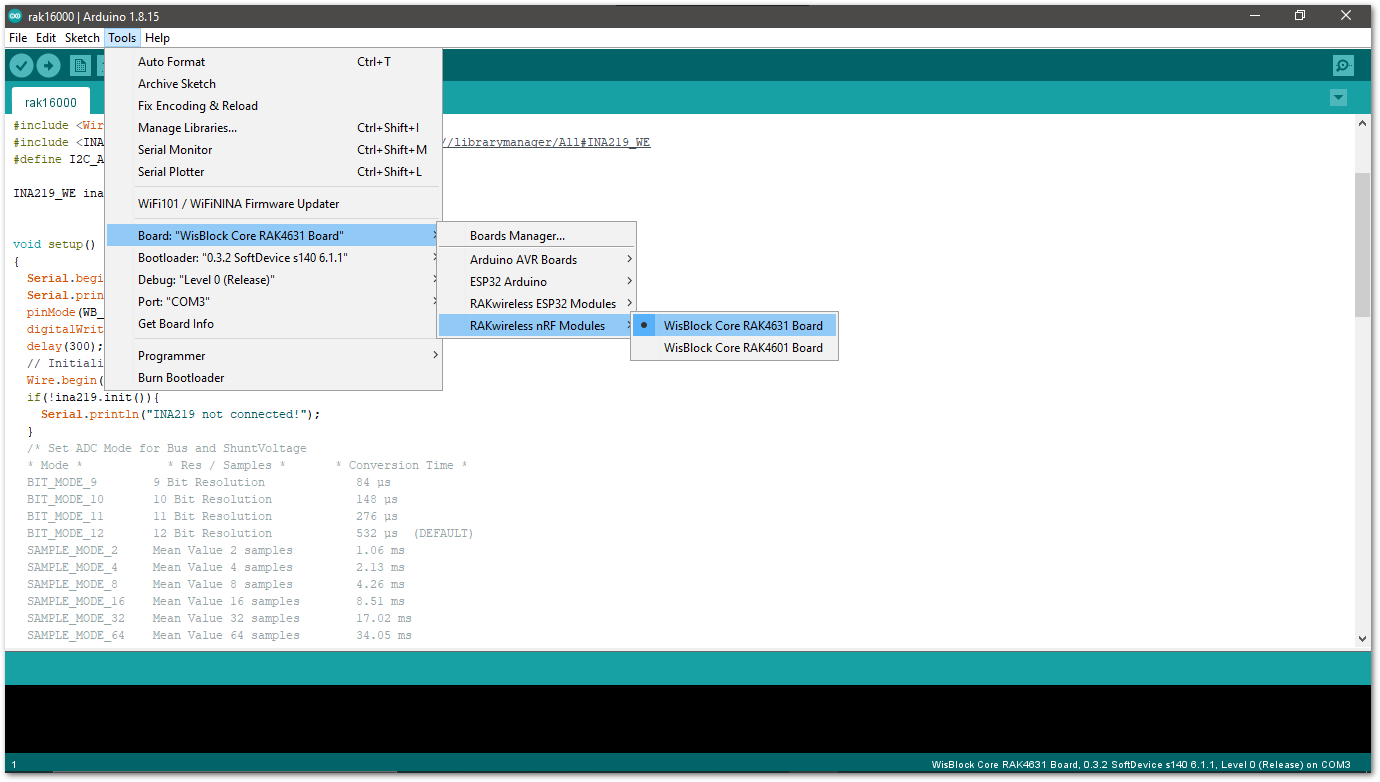 rak16000 | Arduino 1.8.15
File Edit Sketch Tools Help
Auto Format Ctrl+T
Archive Sketch
Fix Encoding & Reload
Manage Libraries... Ctrl+Shift+I
Serial Monitor Ctrl+Shift+M
Serial Plotter Ctrl+Shift+L
WiFi101 / WiFiNINA Firmware Updater
Board: "WisBlock Core RAK4631 Board"
Bootloader: "0.3.2 SoftDevice s140 6.1.1"
Debug: "Level 0 (Release)"
Port: "COM3"
Get Board Info
Programmer
Burn Bootloader
Boards Manager...
Arduino AVR Boards
ESP32 Arduino
RAKwireless ESP32 Modules
RAKwireless nRF Modules
WisBlock Core RAK4631 Board
WisBlock Core RAK4601 Board
rak16000
#include <Wir
#include <INA //librarymanager/All#INA219_WE
#define I2C_A
INA219_WE ina
void setup()
{
Serial.begi
Serial.prin
pinMode(WB_
digitalWrit
delay(300);
// Initiali
Wire.begin(
if(!ina219.init()){
Serial.println("INA219 not connected!");
}
/* Set ADC Mode for Bus and ShuntVoltage
* Mode * * Res / Samples * * Conversion Time *
BIT_MODE_9 9 Bit Resolution 84 µs
BIT_MODE_10 10 Bit Resolution 148 µs
BIT_MODE_11 11 Bit Resolution 276 µs
BIT_MODE_12 12 Bit Resolution 532 µs (DEFAULT)
SAMPLE_MODE_2 Mean Value 2 samples 1.06 ms
SAMPLE_MODE_4 Mean Value 4 samples 2.13 ms
SAMPLE_MODE_8 Mean Value 8 samples 4.26 ms
SAMPLE_MODE_16 Mean Value 16 samples 8.51 ms
SAMPLE_MODE_32 Mean Value 32 samples 17.02 ms
SAMPLE_MODE_64 Mean Value 64 samples 34.05 ms
1 WisBlock Core RAK4631 Board, 0.3.2 SoftDevice s140 6.1.1, Level 0 (Release) on COM3